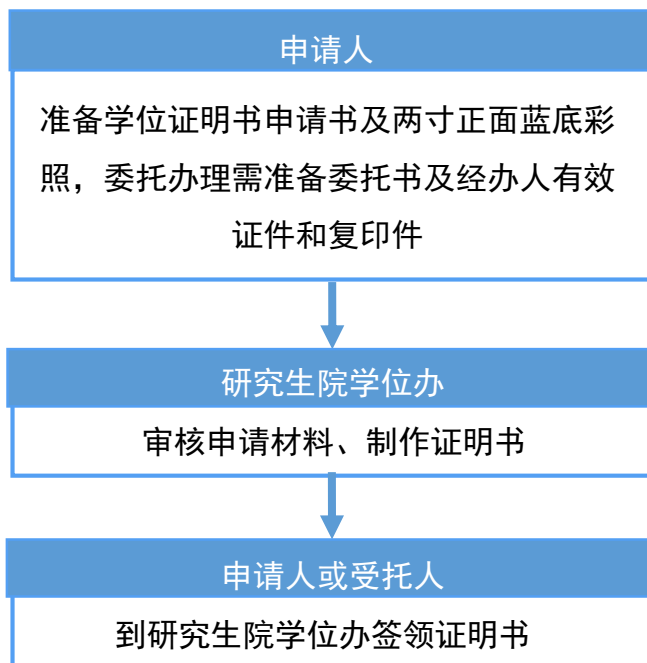 申请人
准备学位证明书申请书及两寸正面蓝底彩
照，委托办理需准备委托书及经办人有效
证件和复印件
研究生院学位办
审核申请材料、制作证明书
申请人或受托人
到研究生院学位办签领证明书